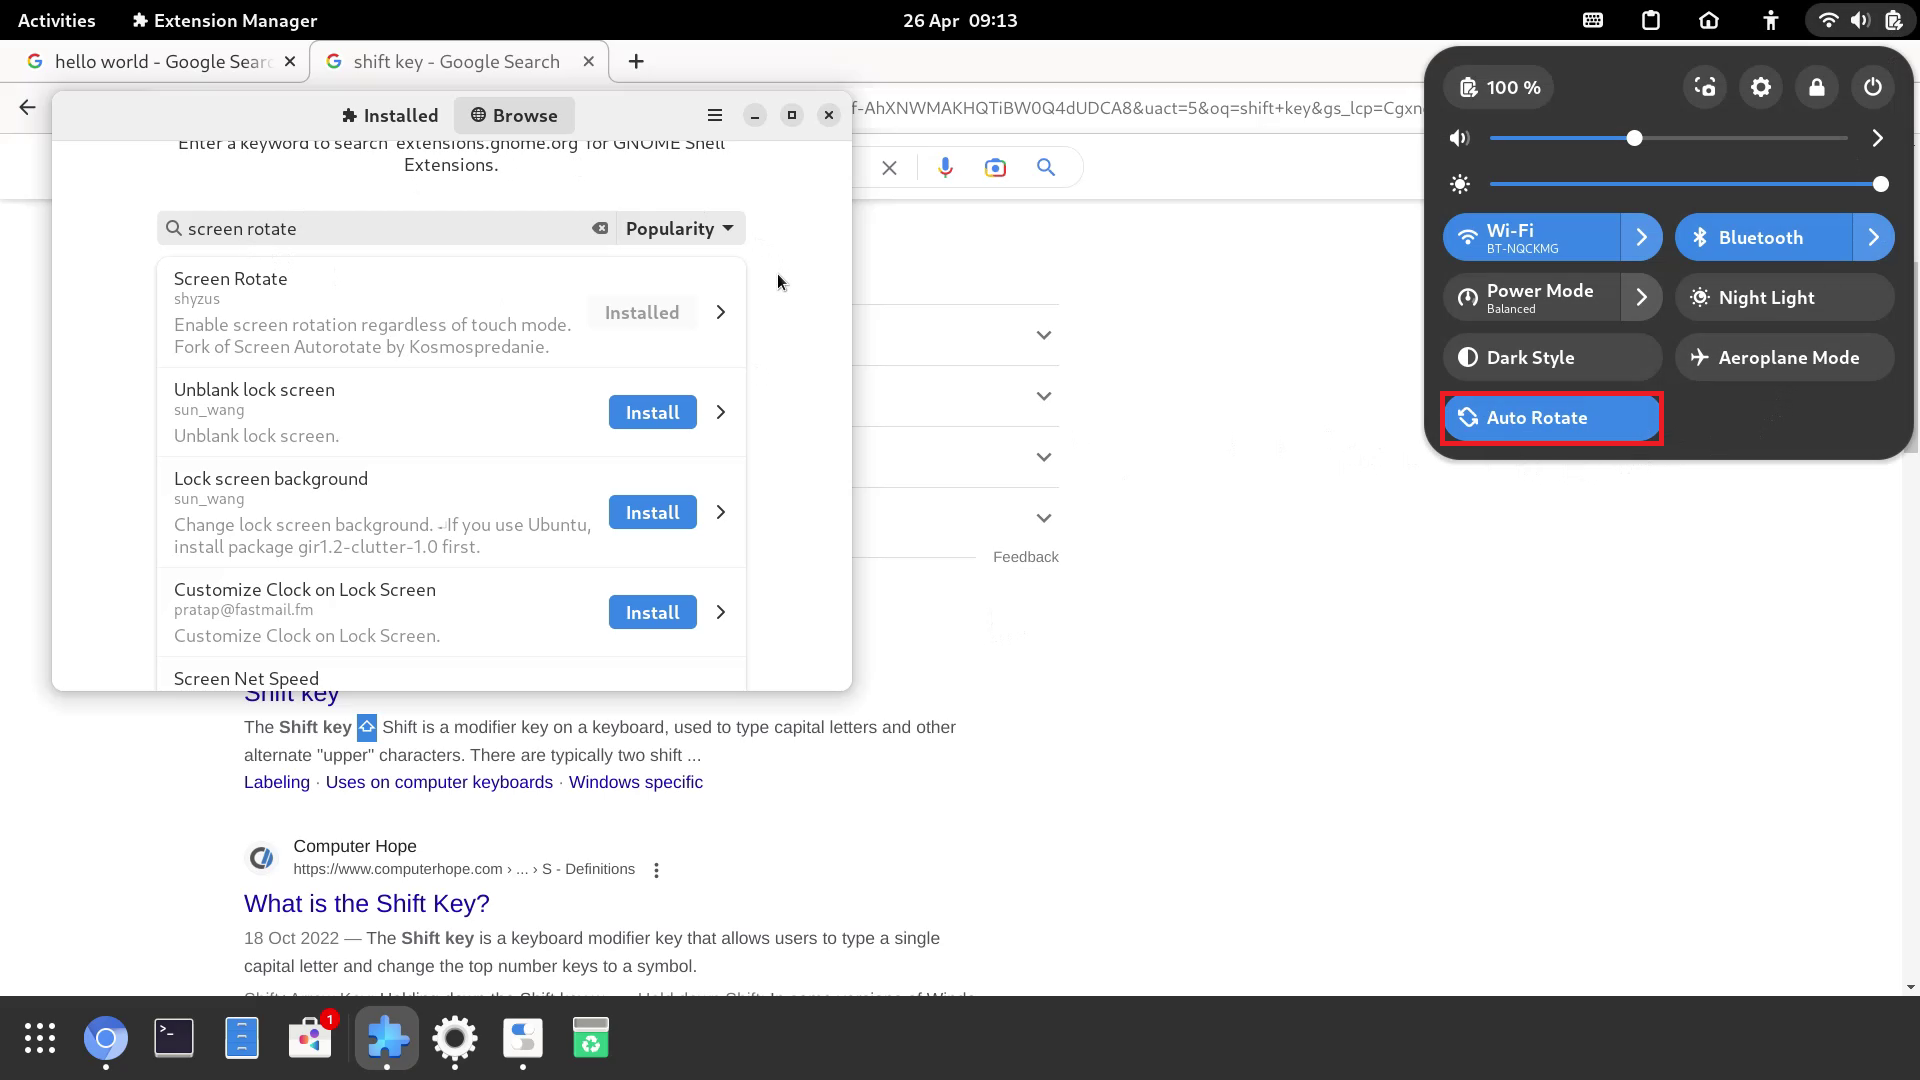 Activities
Extension Manager
26 Apr 09:13
hello world - Google Sear
shift key - Google Search
f-AhXNWMAKHQTiBW0Q4dUDCA8&uact=5&oq=shift+key&gs_lcp=Cgxn
Installed
Browse
Enter a keyword to search 'extensions.gnome.org' for GNOME Shell
Extensions.
screen rotate
Popularity
Screen Rotate
shyzus
Enable screen rotation regardless of touch mode.
Fork of Screen Autorotate by Kosmospredanie.
Installed
Unblank lock screen
sun_wang
Unblank lock screen.
Install
Lock screen background
sun_wang
Change lock screen background. - If you use Ubuntu,
install package gir1.2-clutter-1.0 first.
Install
Customize Clock on Lock Screen
pratap@fastmail.fm
Customize Clock on Lock Screen.
Install
Screen Net Speed
100 %
Wi-Fi
BT-NQCKMG
Bluetooth
Power Mode
Balanced
Night Light
Dark Style
Aeroplane Mode
Auto Rotate
Feedback
Shift key
The Shift key Shift is a modifier key on a keyboard, used to type capital letters and other
alternate "upper" characters. There are typically two shift ...
Labeling · Uses on computer keyboards · Windows specific
Computer Hope
https://www.computerhope.com › ... › S - Definitions
What is the Shift Key?
18 Oct 2022 — The Shift key is a keyboard modifier key that allows users to type a single
capital letter and change the top number keys to a symbol.
1